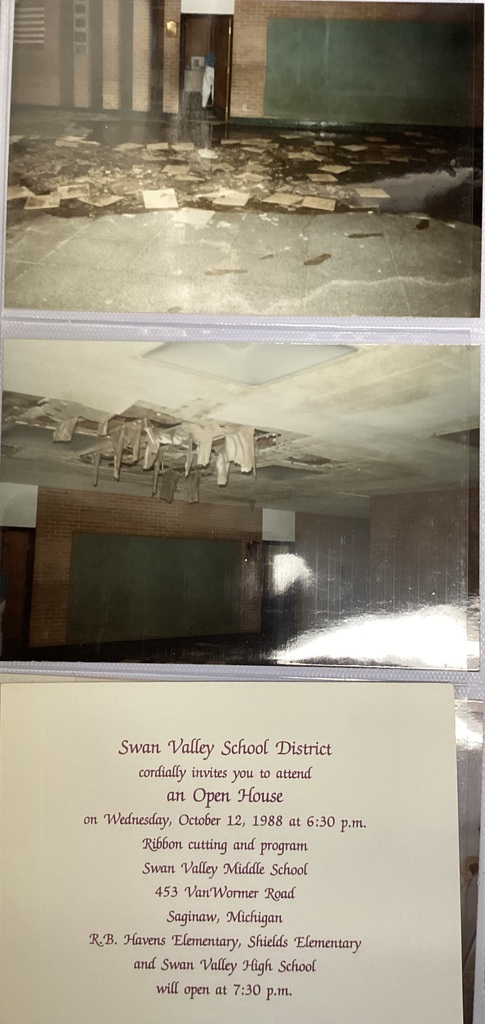 Swan Valley School District
cordially invites you to attend
an Open House
on Wednesday, October 12, 1988 at 6:30 p.m.
Ribbon cutting and program
Swan Valley Middle School
453 VanWormer Road
Saginaw, Michigan
R.B. Havens Elementary, Shields Elementary
and Swan Valley High School
will open at 7:30 p.m.